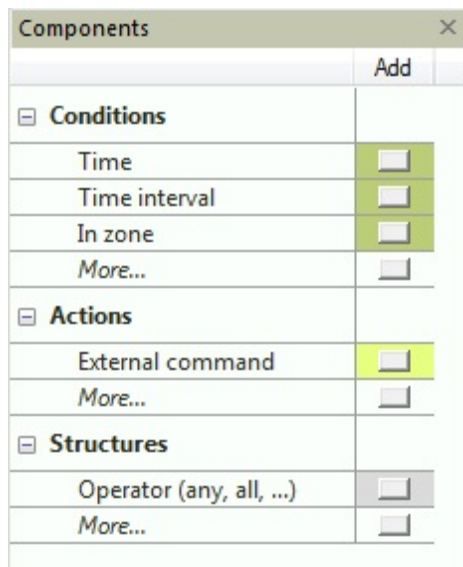 Components
Add
Conditions
Time
Time interval
In zone
More...
Actions
External command
More...
Structures
Operator (any, all, ...)
More...